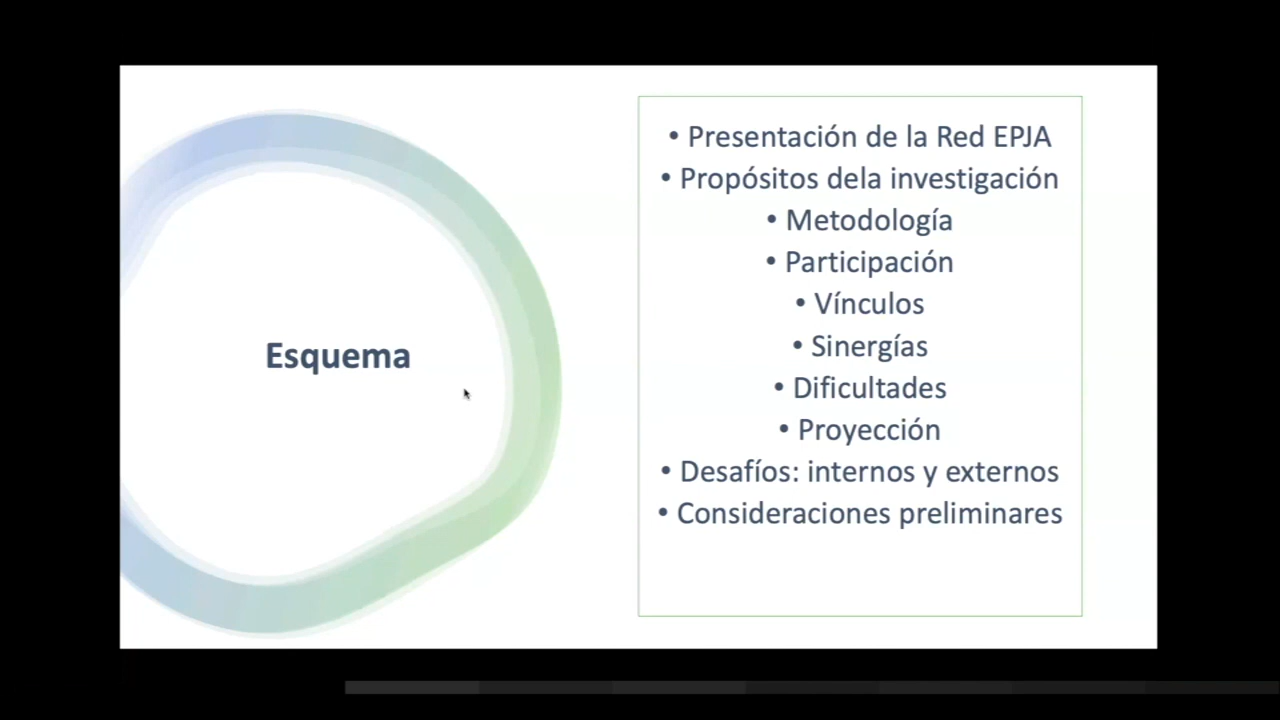 Esquema
• Presentación de la Red EPJA
• Propósitos dela investigación
• Metodología
• Participación
• Vínculos
• Sinergías
• Dificultades
• Proyección
• Desafíos: internos y externos
• Consideraciones preliminares